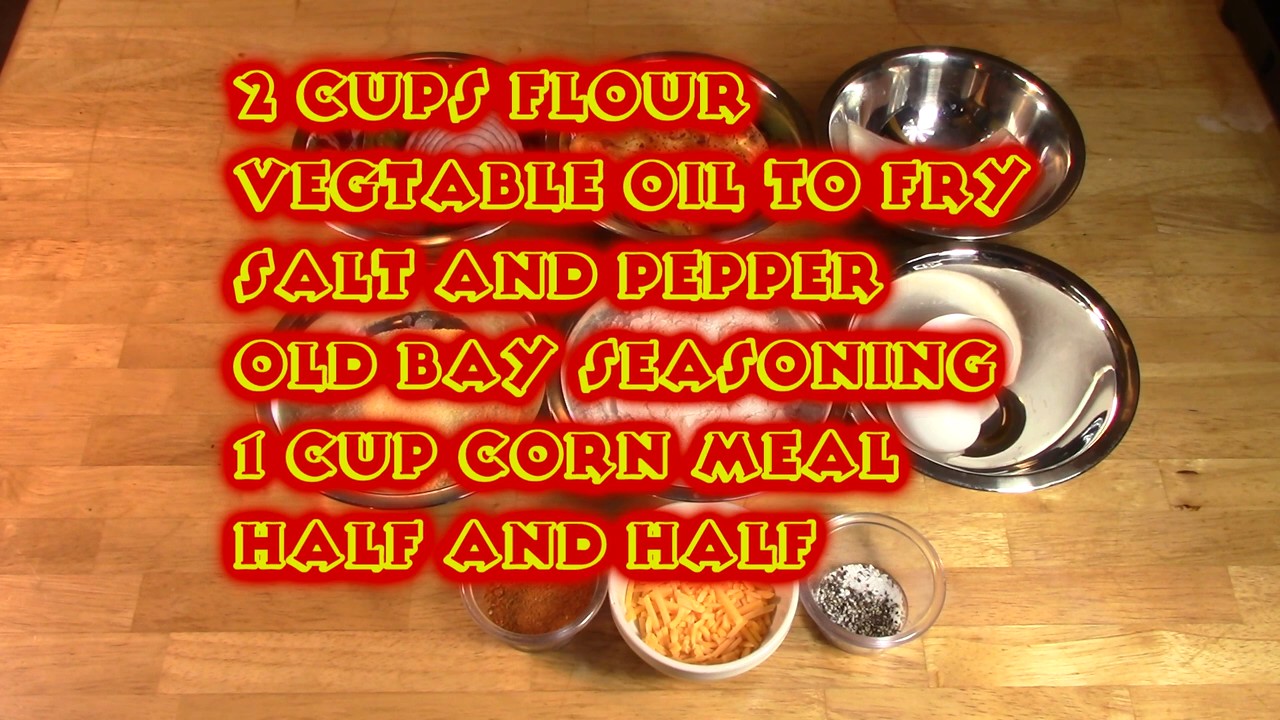 2 CUPS FLOUR
VEGTABLE OIL TO FRY
SALT AND PEPPER
OLD BAY SEASONING
1 CUP CORN MEAL
HALF AND HALF